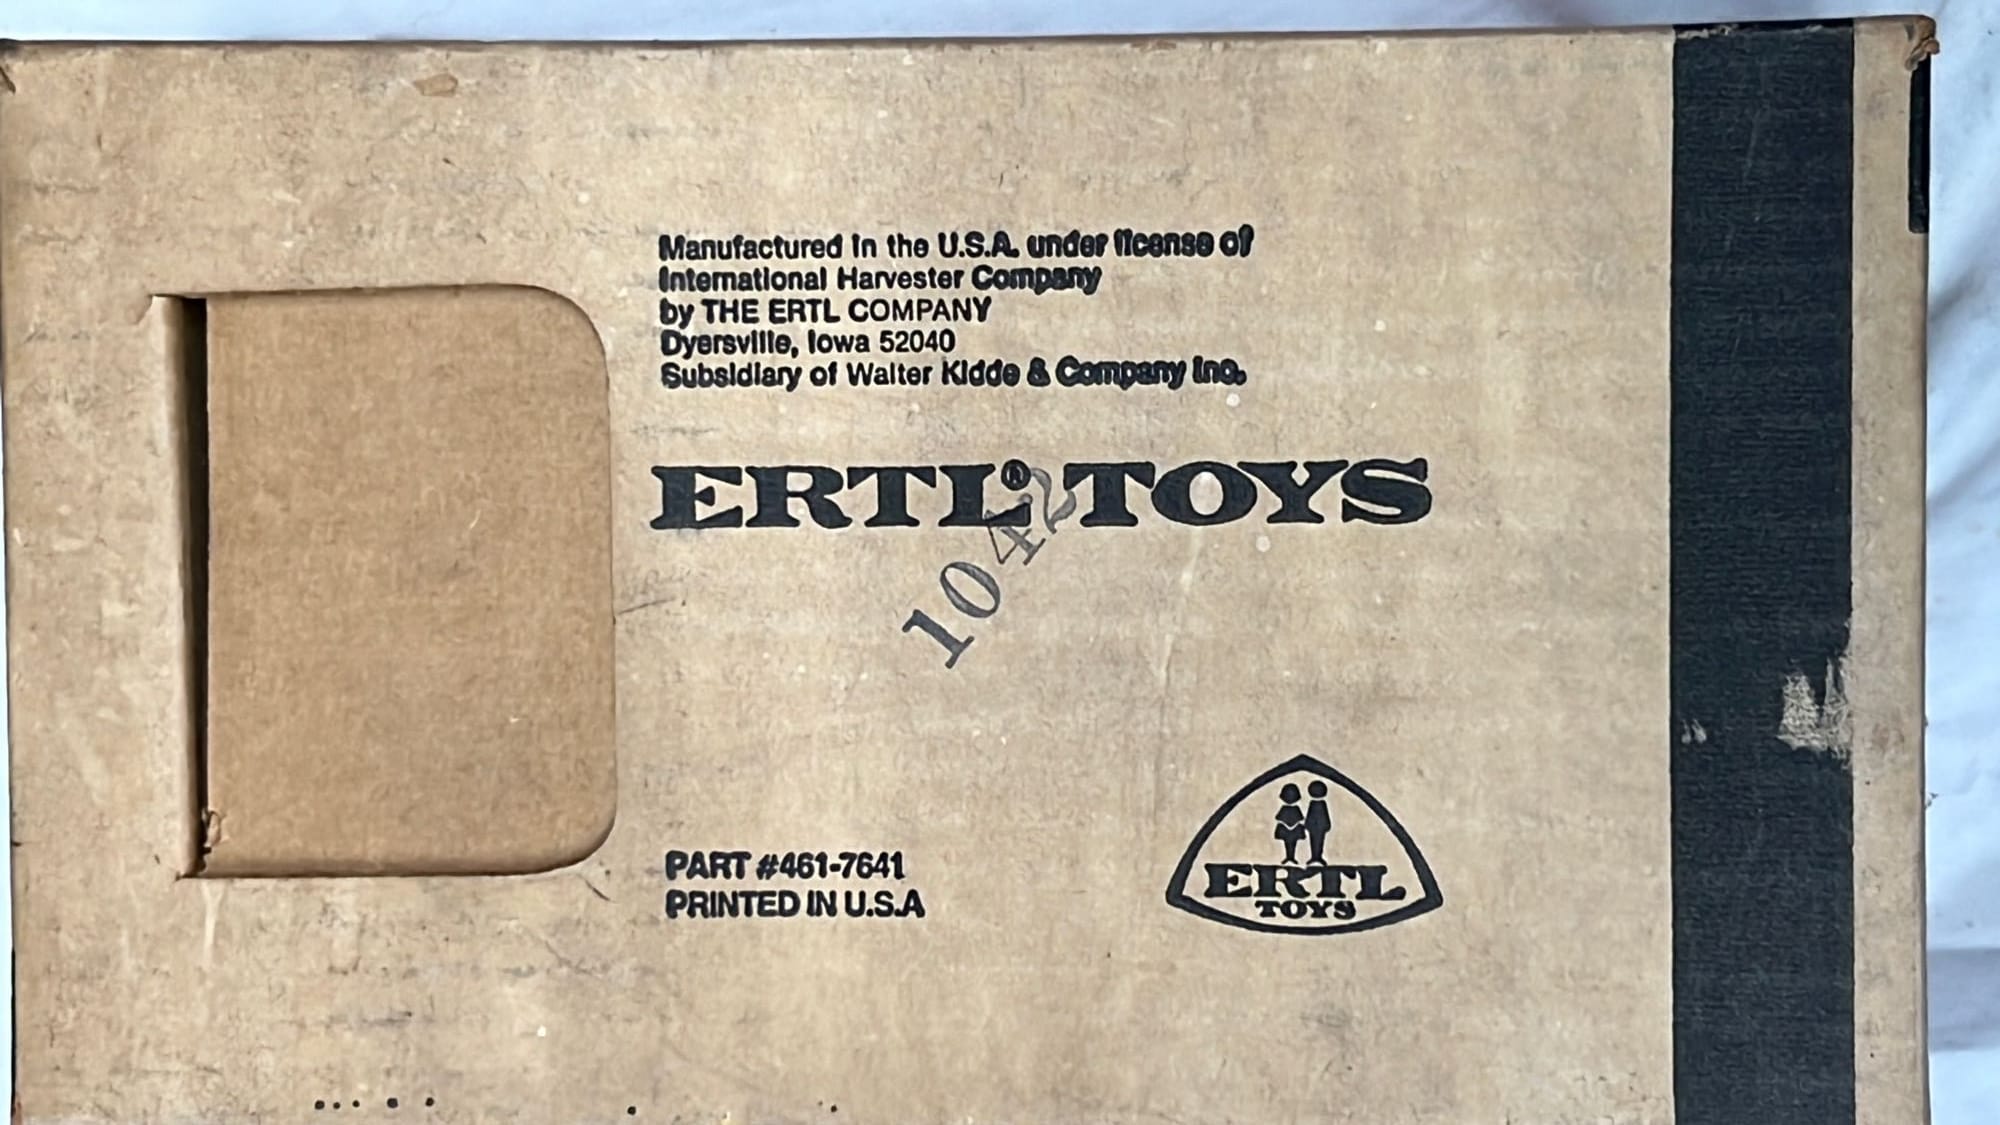 Manufactured in the U.S.A. under license of
International Harvester Company
by THE ERTL COMPANY
Dyersville, Iowa 52040
Subsidiary of Walter Kidde & Company Inc.
ERTL® TOYS
1042
PART #461-7641
PRINTED IN U.S.A
ERTL
TOYS